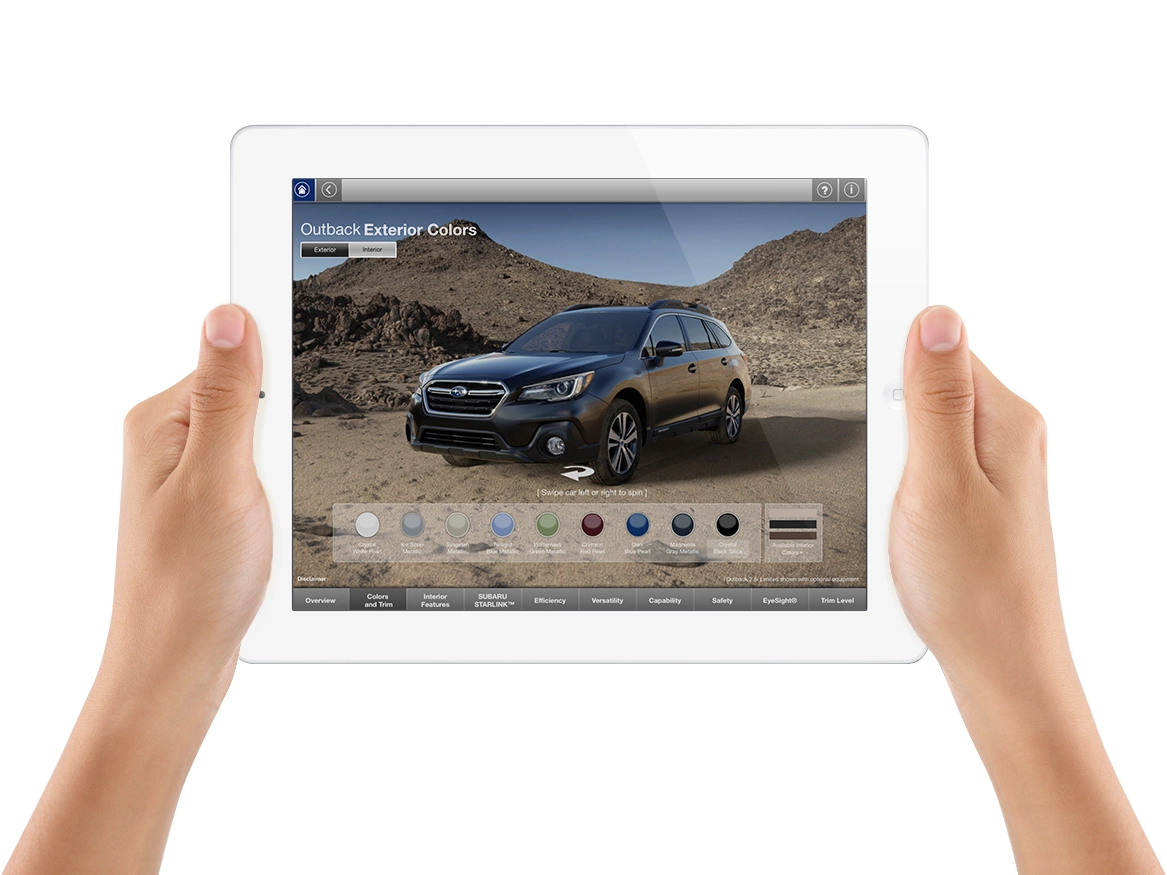 Outback Exterior Colors
Exterior
Interior
[ Swipe car left or right to spin ]
Crystal
White Pearl
Ice Silver
Metallic
Tungsten
Metallic
Twilight
Blue Metallic
Wilderness
Green Metallic
Crimson
Red Pearl
Dark
Blue Pearl
Magnetite
Gray Metallic
Crystal
Black Silica
Available Interior
Colors
Disclaimer
Outback 2.5i Limited shown with optional equipment
Overview
Colors
and Trim
Interior
Features
SUBARU
STARLINK™
Efficiency
Versatility
Capability
Safety
EyeSight®
Trim Level